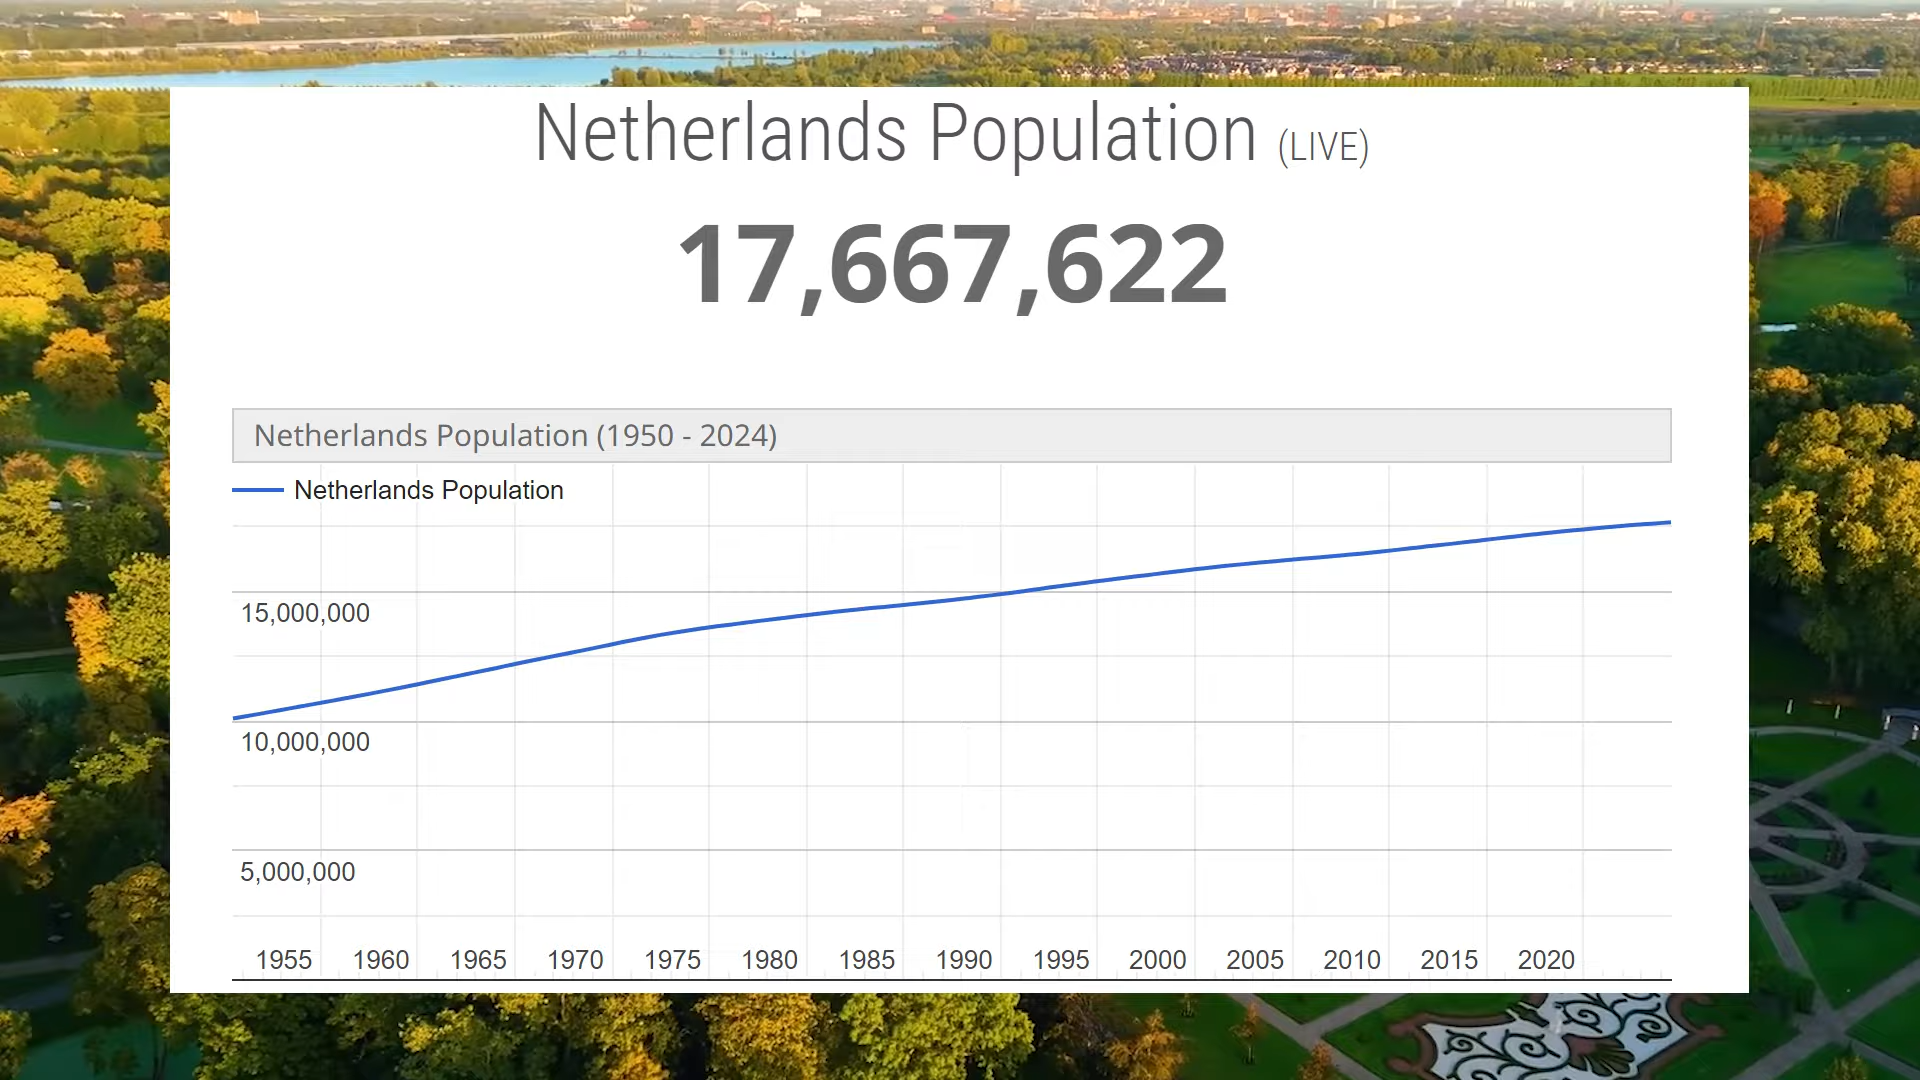 Netherlands Population (LIVE)
17,667,622
Netherlands Population (1950 - 2024)
Netherlands Population
15,000,000
10,000,000
5,000,000
1955 1960 1965 1970 1975 1980 1985 1990 1995 2000 2005 2010 2015 2020